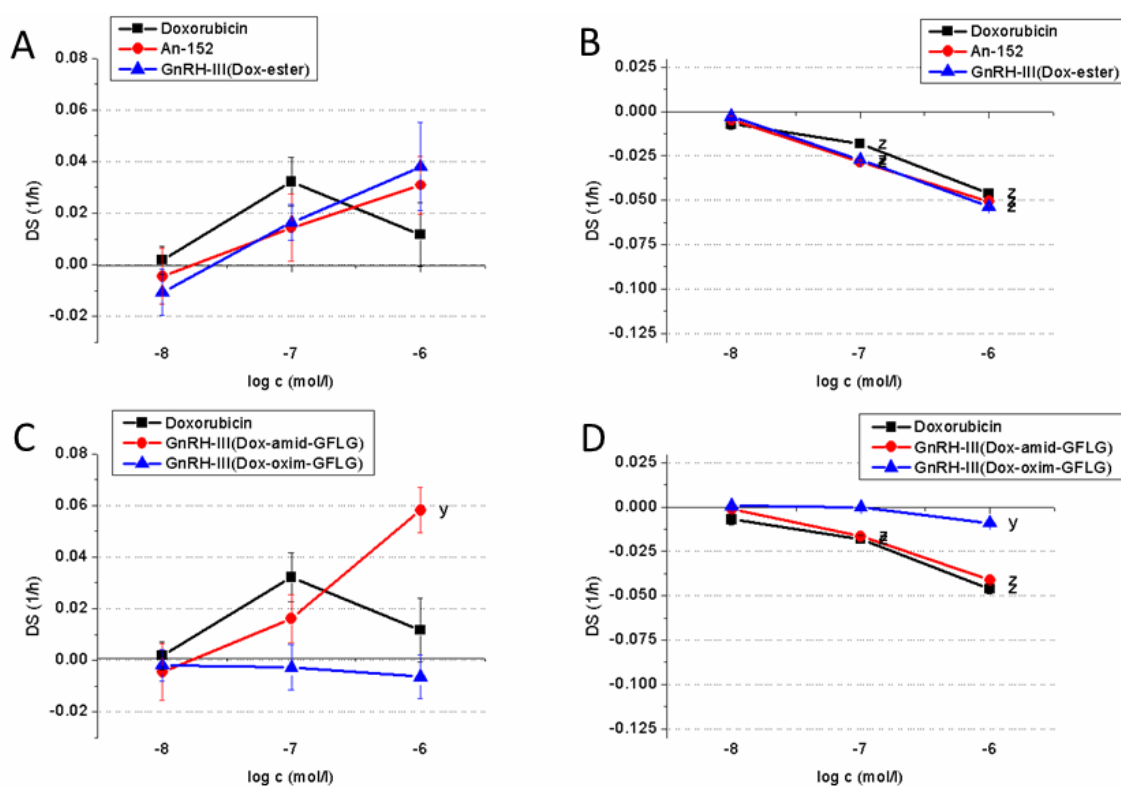 A
Doxorubicin
An-152
GnRH-III(Dox-ester)
0.08
0.06
0.04
0.02
0.00
-0.02
DS (1/h)
-8
-7
-6
log c (mol/l)
B
Doxorubicin
An-152
GnRH-III(Dox-ester)
0.025
0.000
-0.025
-0.050
-0.075
-0.100
-0.125
DS (1/h)
z
z
z
z
z
z
-8
-7
-6
log c (mol/l)
C
Doxorubicin
GnRH-III(Dox-amid-GFLG)
GnRH-III(Dox-oxim-GFLG)
0.08
0.06
0.04
0.02
0.00
-0.02
DS (1/h)
y
-8
-7
-6
log c (mol/l)
D
Doxorubicin
GnRH-III(Dox-amid-GFLG)
GnRH-III(Dox-oxim-GFLG)
0.025
0.000
-0.025
-0.050
-0.075
-0.100
-0.125
DS (1/h)
z
z
y
z
z
-8
-7
-6
log c (mol/l)